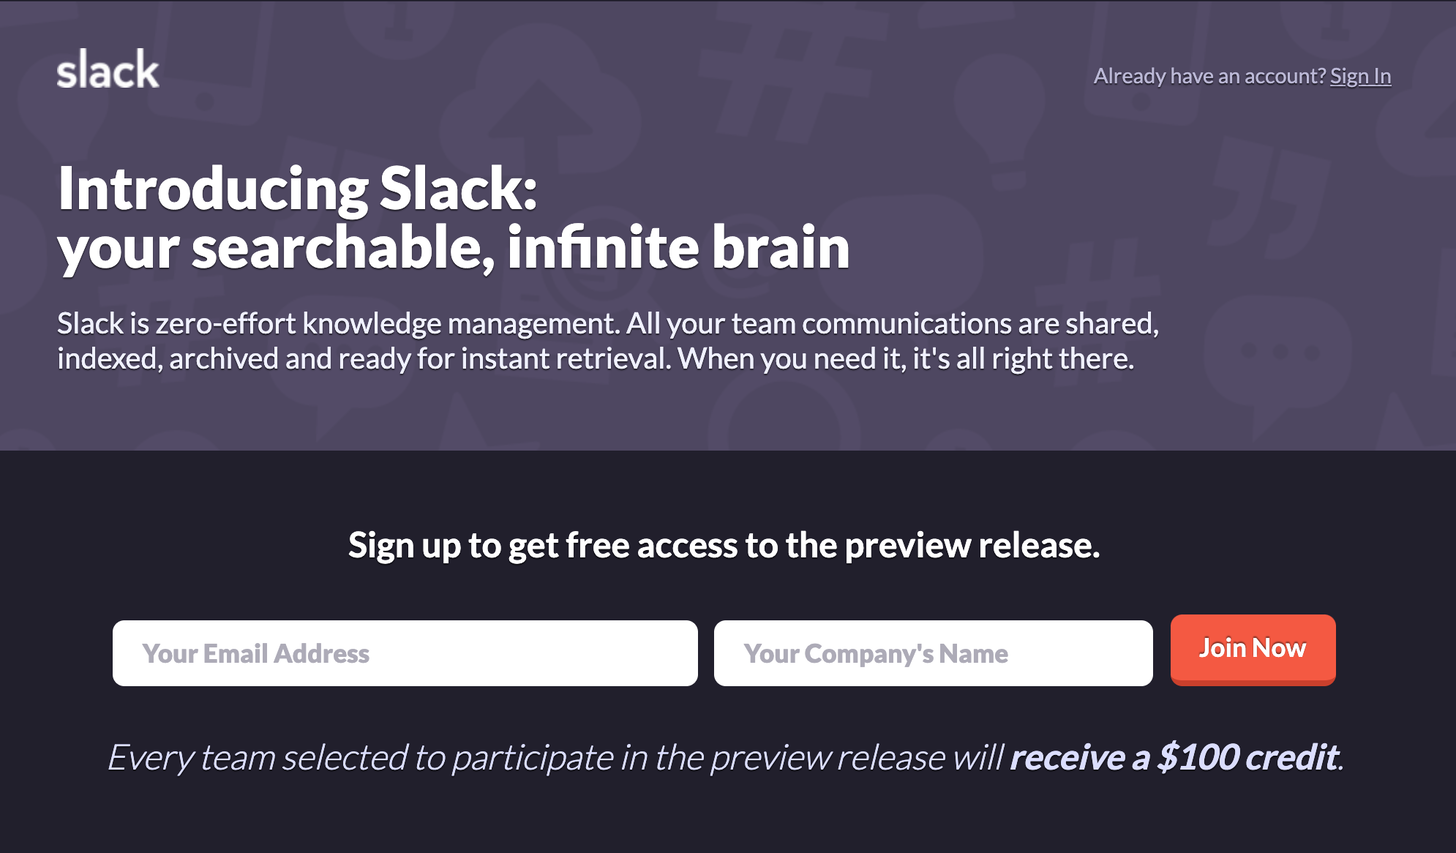 slack
Already have an account? Sign In
Introducing Slack:
your searchable, infinite brain
Slack is zero-effort knowledge management. All your team communications are shared,
indexed, archived and ready for instant retrieval. When you need it, it's all right there.
Sign up to get free access to the preview release.
Your Email Address
Your Company's Name
Join Now
Every team selected to participate in the preview release will receive a $100 credit.